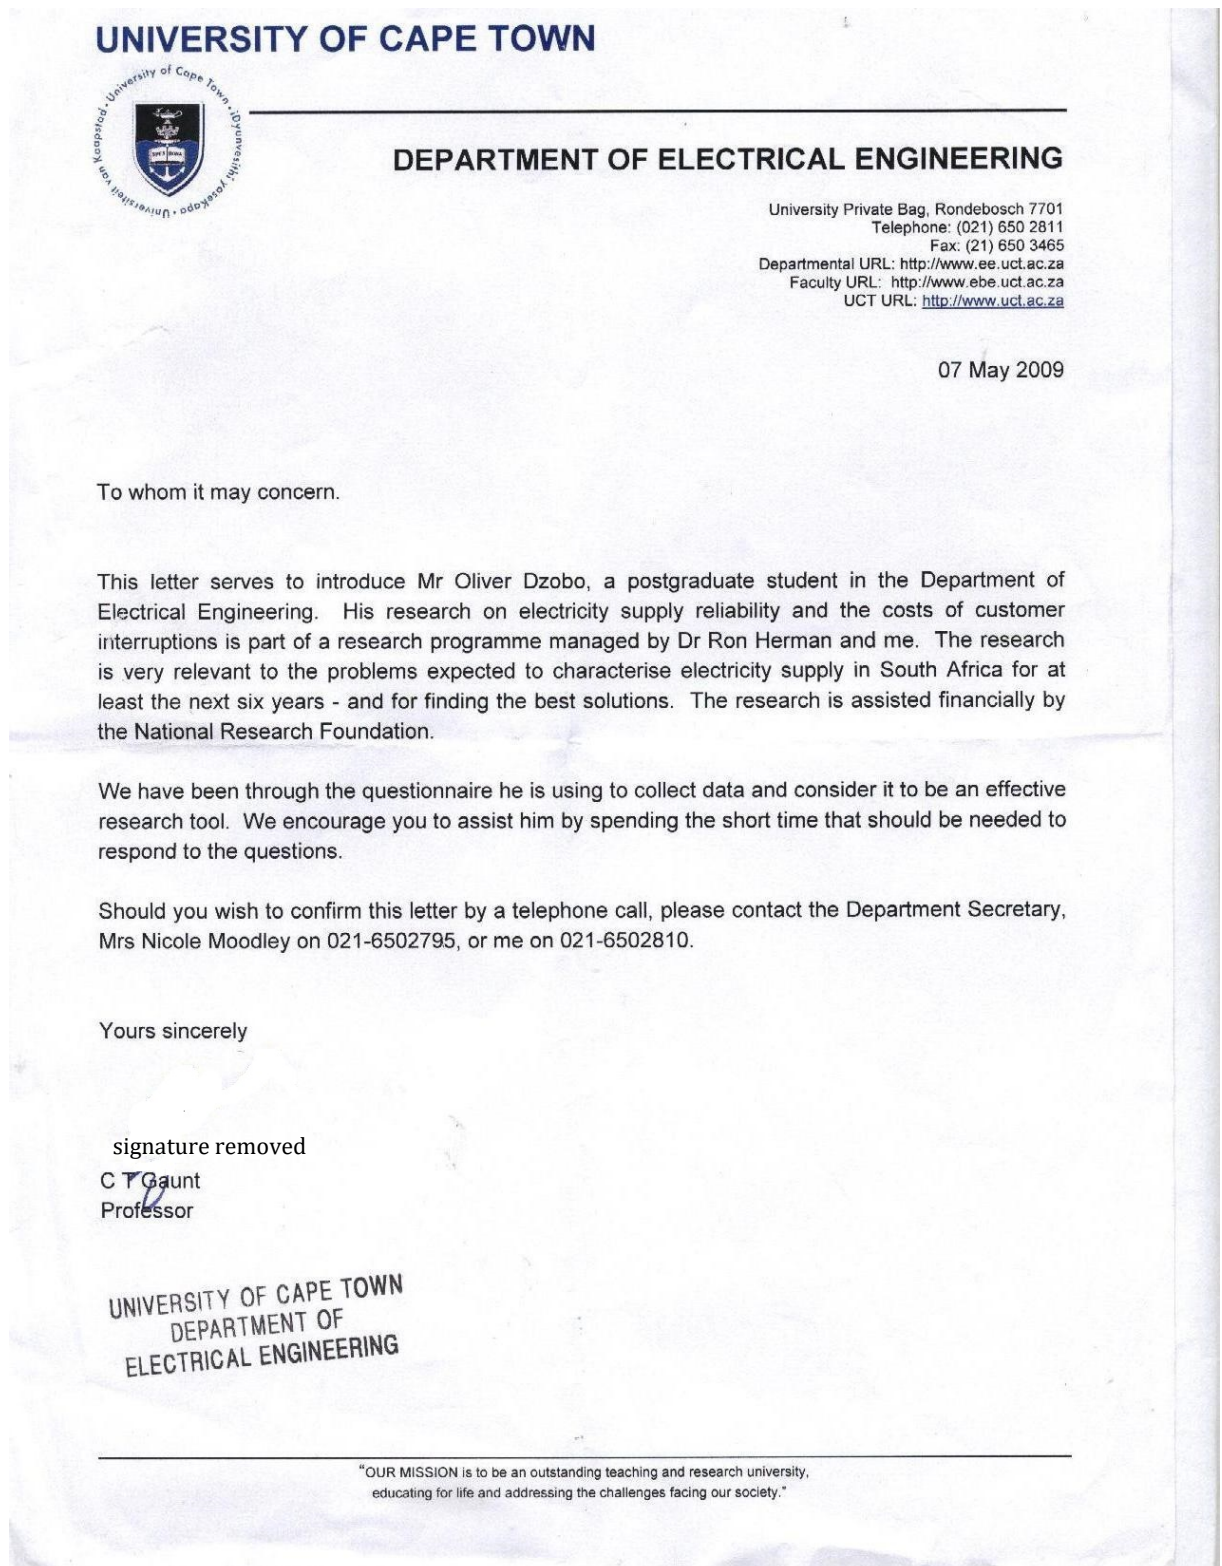 UNIVERSITY OF CAPE TOWN
University of Cape Town · iDyunivesithi yaseKapa · Universiteit van Kaapstad ·
SPES BONA
DEPARTMENT OF ELECTRICAL ENGINEERING
University Private Bag, Rondebosch 7701
Telephone: (021) 650 2811
Fax: (21) 650 3465
Departmental URL: http://www.ee.uct.ac.za
Faculty URL: http://www.ebe.uct.ac.za
UCT URL: http://www.uct.ac.za
07 May 2009
To whom it may concern.
This letter serves to introduce Mr Oliver Dzobo, a postgraduate student in the Department of
Electrical Engineering. His research on electricity supply reliability and the costs of customer
interruptions is part of a research programme managed by Dr Ron Herman and me. The research
is very relevant to the problems expected to characterise electricity supply in South Africa for at
least the next six years - and for finding the best solutions. The research is assisted financially by
the National Research Foundation.
We have been through the questionnaire he is using to collect data and consider it to be an effective
research tool. We encourage you to assist him by spending the short time that should be needed to
respond to the questions.
Should you wish to confirm this letter by a telephone call, please contact the Department Secretary,
Mrs Nicole Moodley on 021-6502795, or me on 021-6502810.
Yours sincerely
signature removed
C T Gaunt
Professor
UNIVERSITY OF CAPE TOWN
DEPARTMENT OF
ELECTRICAL ENGINEERING
"OUR MISSION is to be an outstanding teaching and research university,
educating for life and addressing the challenges facing our society."